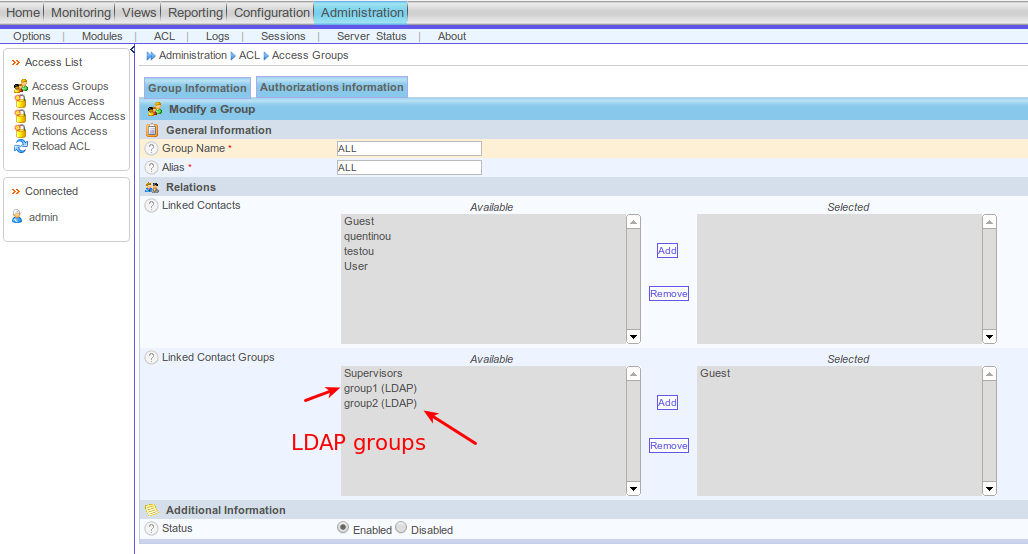 Home Monitoring Views Reporting Configuration Administration
Options | Modules | ACL | Logs | Sessions | Server Status | About
Access List
Access Groups
Menus Access
Resources Access
Actions Access
Reload ACL
Connected
admin
Administration ACL Access Groups
Group Information Authorizations information
Modify a Group
General Information
? Group Name * ALL
? Alias * ALL
Relations
? Linked Contacts
Available Selected
Guest
quentinou
testou
User
Add
Remove
? Linked Contact Groups
Available Selected
Supervisors Guest
group1 (LDAP)
group2 (LDAP)
Add
LDAP groups
Remove
Additional Information
? Status Enabled Disabled